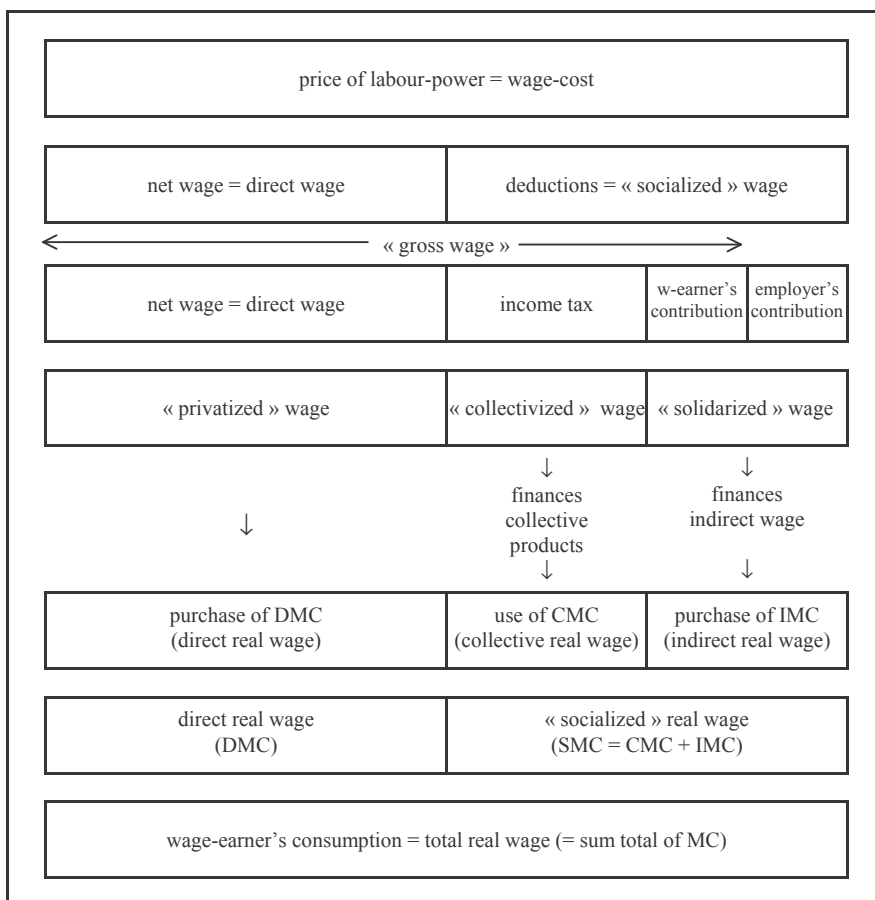 price of labour-power = wage-cost
net wage = direct wage
deductions = « socialized » wage
« gross wage »
net wage = direct wage
income tax
w-earner's
contribution
employer's
contribution
« privatized » wage
« collectivized » wage
« solidarized » wage
↓
↓
finances
collective
products
↓
↓
finances
indirect wage
↓
purchase of DMC
(direct real wage)
use of CMC
(collective real wage)
purchase of IMC
(indirect real wage)
direct real wage
(DMC)
« socialized » real wage
(SMC = CMC + IMC)
wage-earner's consumption = total real wage (= sum total of MC)